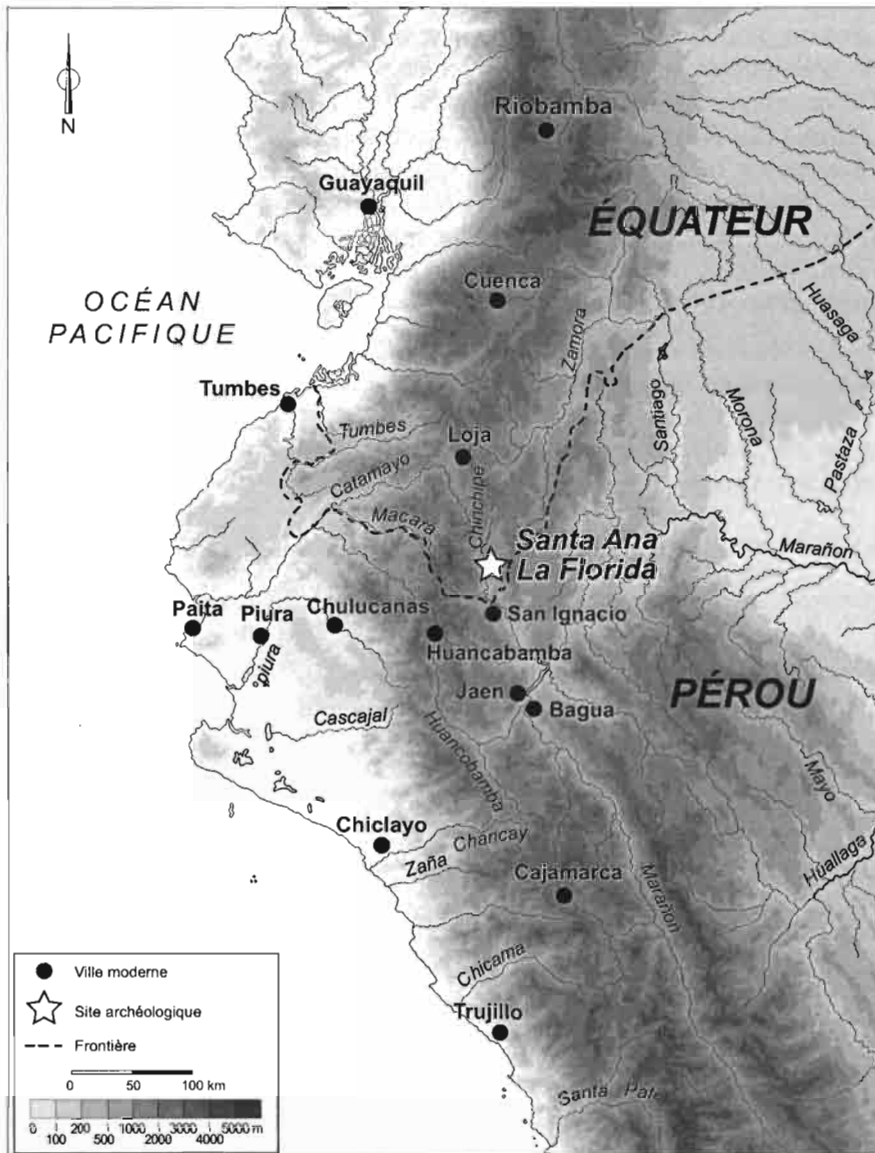 N
Riobamba
Guayaquil
ÉQUATEUR
Cuenca
OCÉAN
PACIFIQUE
Zamora
Huasaga
Tumbes
Tumbes
Santiago
Morona
Pastaza
Loja
Catamayo
Chinchipe
Macara
Santa Ana
La Florida
Marañon
Paita
Piura
Chulucanas
San Ignacio
piura
Huancabamba
Jaen
PÉROU
Bagua
Cascajal
Huancobamba
Mayo
Chiclayo
Chancay
Zaña
Cajamarca
Marañon
Huallaga
Chicama
Trujillo
Santa Pate
Ville moderne
Site archéologique
Frontière
0 50 100 km
0 200 1000 3000 5000 m
100 500 2000 4000